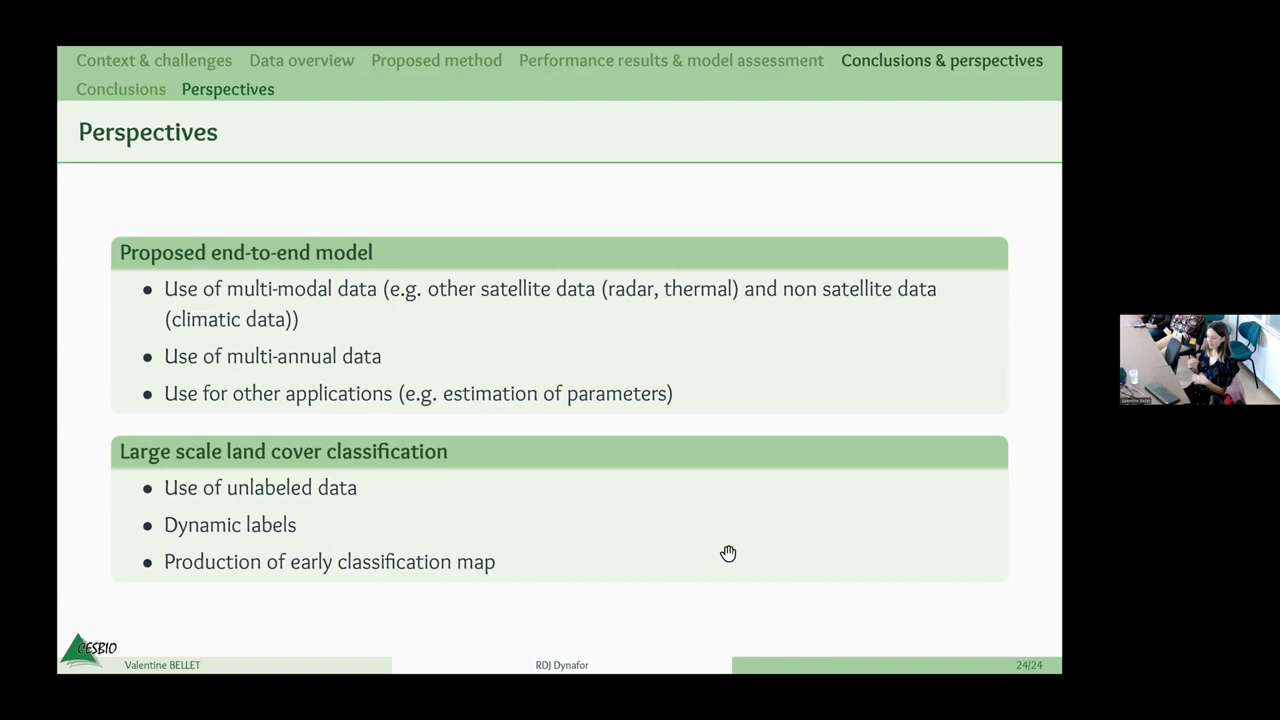 Context & challenges Data overview Proposed method Performance results & model assessment Conclusions & perspectives
Conclusions Perspectives
Perspectives
Proposed end-to-end model
● Use of multi-modal data (e.g. other satellite data (radar, thermal) and non satellite data
(climatic data))
● Use of multi-annual data
● Use for other applications (e.g. estimation of parameters)
Large scale land cover classification
● Use of unlabeled data
● Dynamic labels
● Production of early classification map
CESBIO
Valentine BELLET RDJ Dynafor 24/24
Valentine Bellet